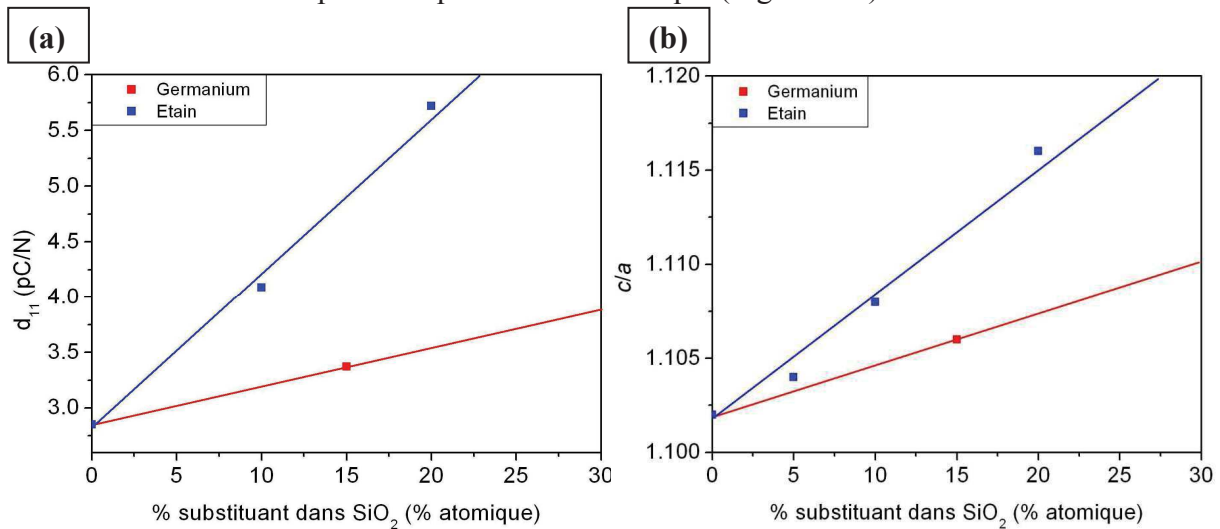 (a)
d₁₁ (pC/N)
6.0
5.5
5.0
4.5
4.0
3.5
3.0
Germanium
Etain
0 5 10 15 20 25 30
% substituant dans SiO₂ (% atomique)
(b)
c/a
1.120
1.115
1.110
1.105
1.100
Germanium
Etain
0 5 10 15 20 25 30
% substituant dans SiO₂ (% atomique)